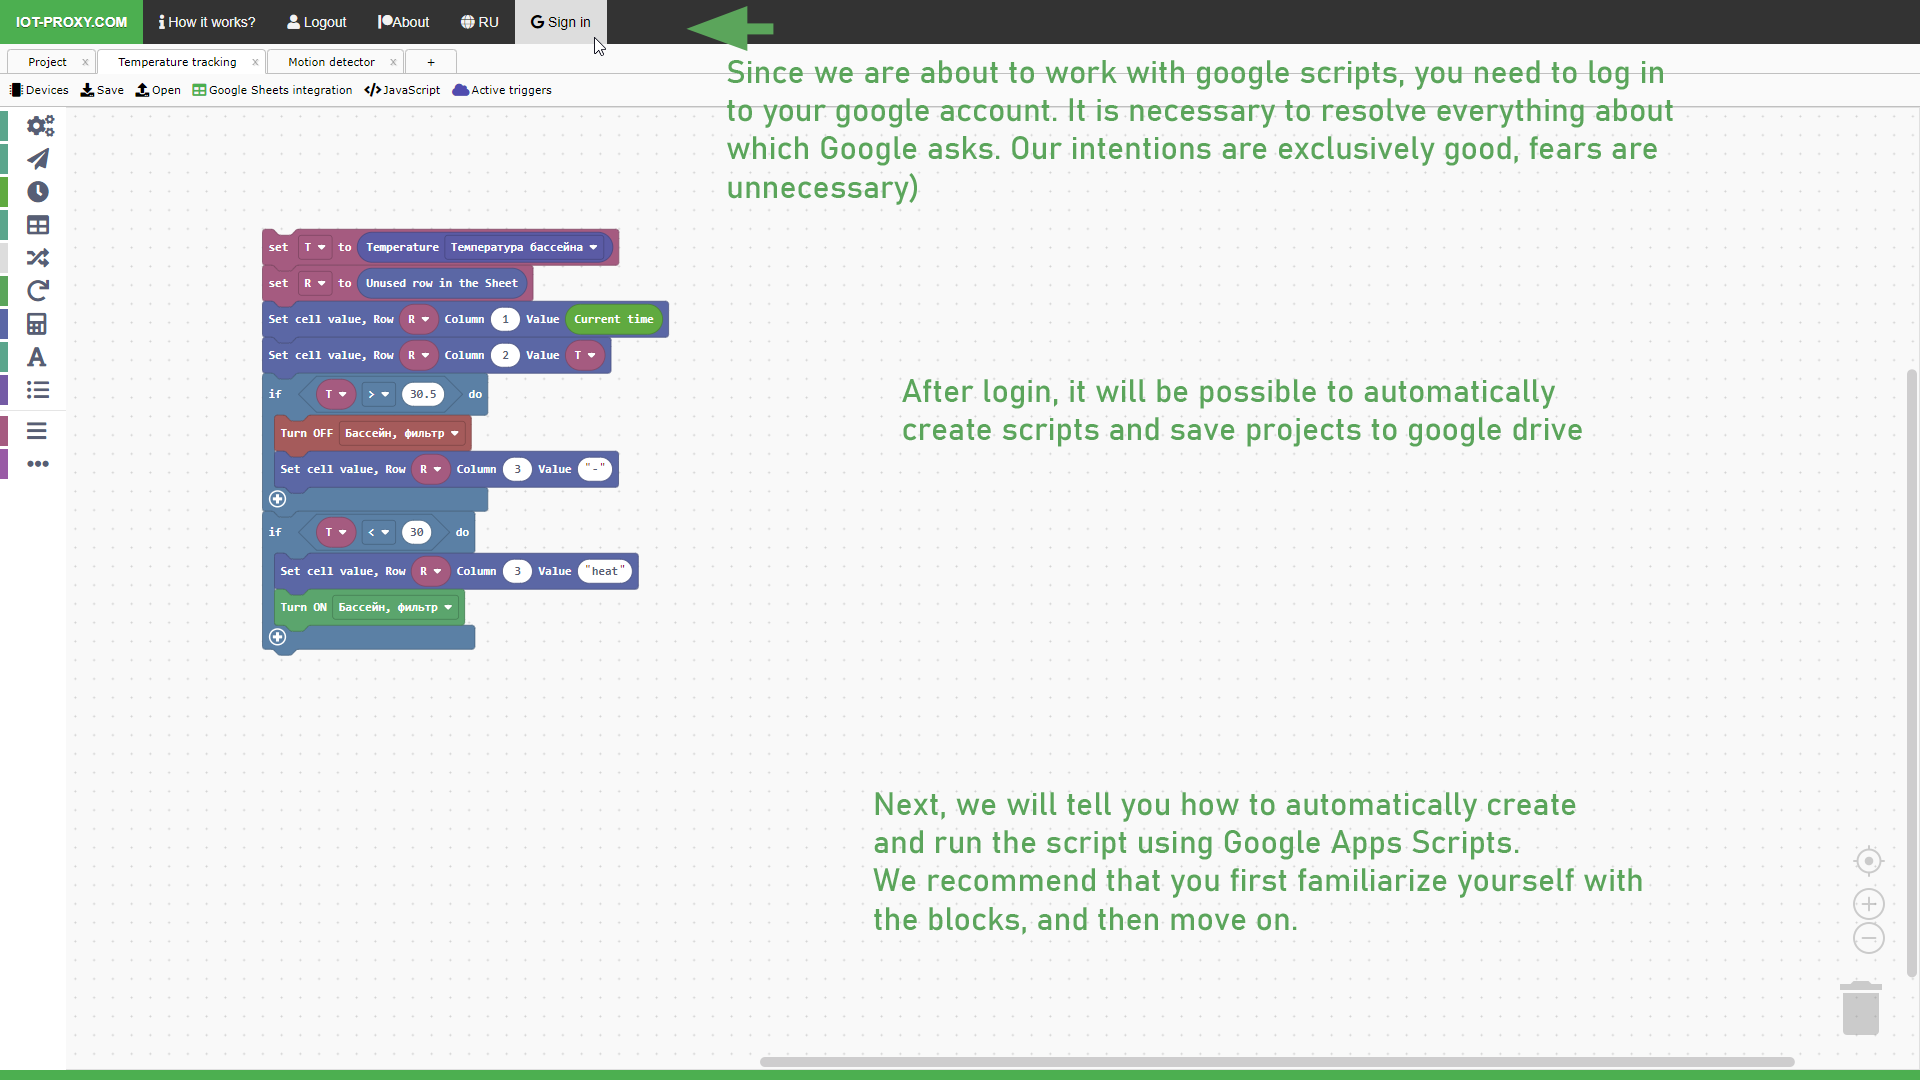 IOT-PROXY.COM How it works? Logout About RU Sign in
Project x Temperature tracking x Motion detector x +
Devices Save Open Google Sheets integration JavaScript Active triggers
Since we are about to work with google scripts, you need to log in
to your google account. It is necessary to resolve everything about
which Google asks. Our intentions are exclusively good, fears are
unnecessary)
set T to Temperature Температура бассейна
set R to Unused row in the Sheet
Set cell value, Row R Column 1 Value Current time
Set cell value, Row R Column 2 Value T
if T > 30.5 do
Turn OFF Бассейн, фильтр
Set cell value, Row R Column 3 Value "-"
if T < 30 do
Set cell value, Row R Column 3 Value "heat"
Turn ON Бассейн, фильтр
After login, it will be possible to automatically
create scripts and save projects to google drive
Next, we will tell you how to automatically create
and run the script using Google Apps Scripts.
We recommend that you first familiarize yourself with
the blocks, and then move on.